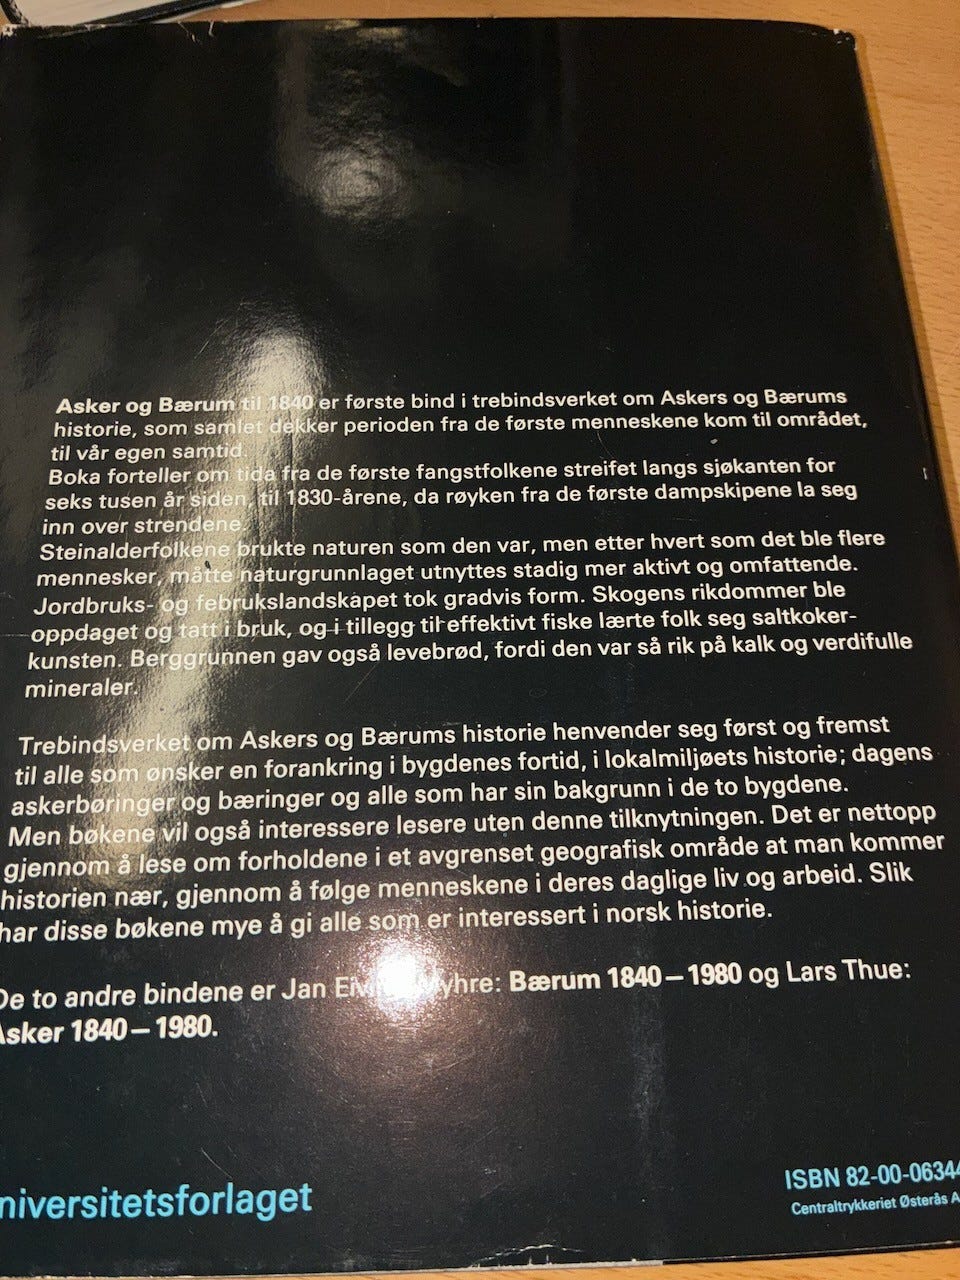 Asker og Bærum til 1840 er første bind i trebindsverket om Askers og Bærums
historie, som samlet dekker perioden fra de første menneskene kom til området,
til vår egen samtid.
Boka forteller om tida fra de første fangstfolkene streifet langs sjøkanten for
seks tusen år siden, til 1830-årene, da røyken fra de første dampskipene la seg
inn over strendene.
Steinalderfolkene brukte naturen som den var, men etter hvert som det ble flere
mennesker, måtte naturgrunnlaget utnyttes stadig mer aktivt og omfattende.
Jordbruks- og februkslandskapet tok gradvis form. Skogens rikdommer ble
oppdaget og tatt i bruk, og i tillegg til effektivt fiske lærte folk seg saltkoker-
kunsten. Berggrunnen gav også levebrød, fordi den var så rik på kalk og verdifulle
mineraler.
Trebindsverket om Askers og Bærums historie henvender seg først og fremst
til alle som ønsker en forankring i bygdenes fortid, i lokalmiljøets historie; dagens
askerbøringer og bæringer og alle som har sin bakgrunn i de to bygdene.
Men bøkene vil også interessere lesere uten denne tilknytningen. Det er nettopp
gjennom å lese om forholdene i et avgrenset geografisk område at man kommer
historien nær, gjennom å følge menneskene i deres daglige liv og arbeid. Slik
har disse bøkene mye å gi alle som er interessert i norsk historie.
De to andre bindene er Jan Myhre: Bærum 1840–1980 og Lars Thue:
Asker 1840–1980.
niversitetsforlaget
ISBN 82-00-06344
Centraltrykkeriet Østerås A